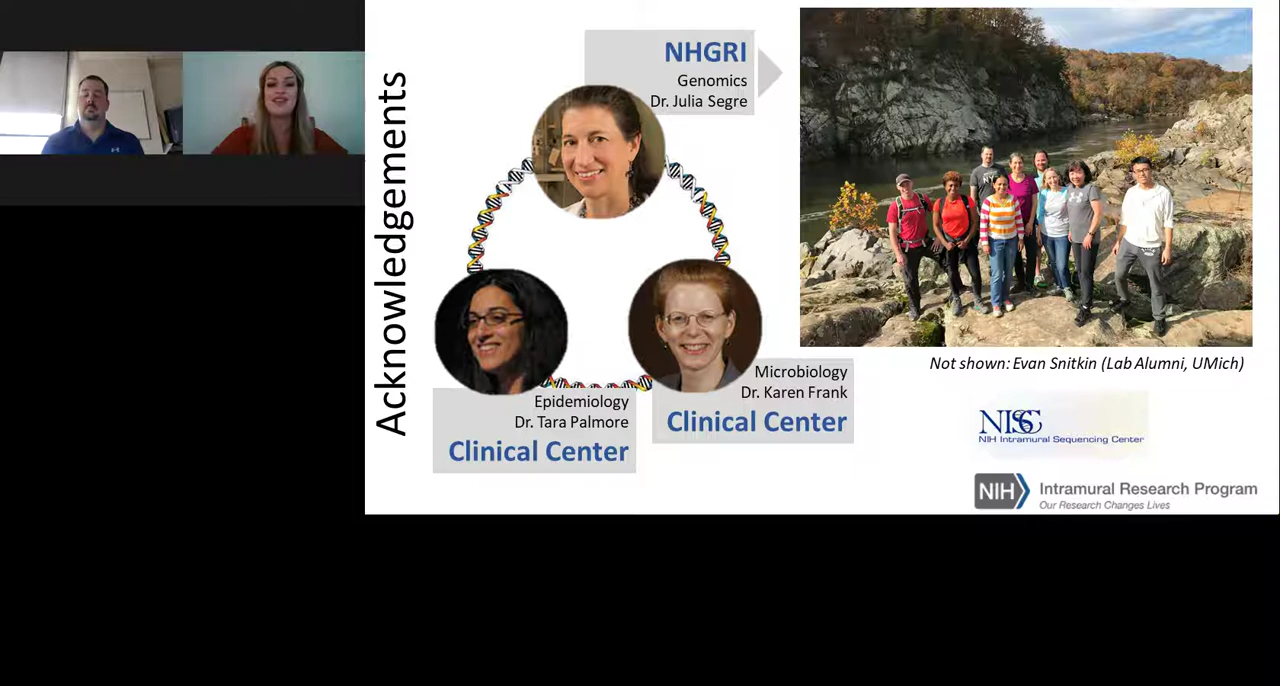 Acknowledgements
NHGRI
Genomics
Dr. Julia Segre
Epidemiology
Dr. Tara Palmore
Clinical Center
Microbiology
Dr. Karen Frank
Clinical Center
Not shown: Evan Snitkin (Lab Alumni, UMich)
NISC
NIH Intramural Sequencing Center
NIH
Intramural Research Program
Our Research Changes Lives